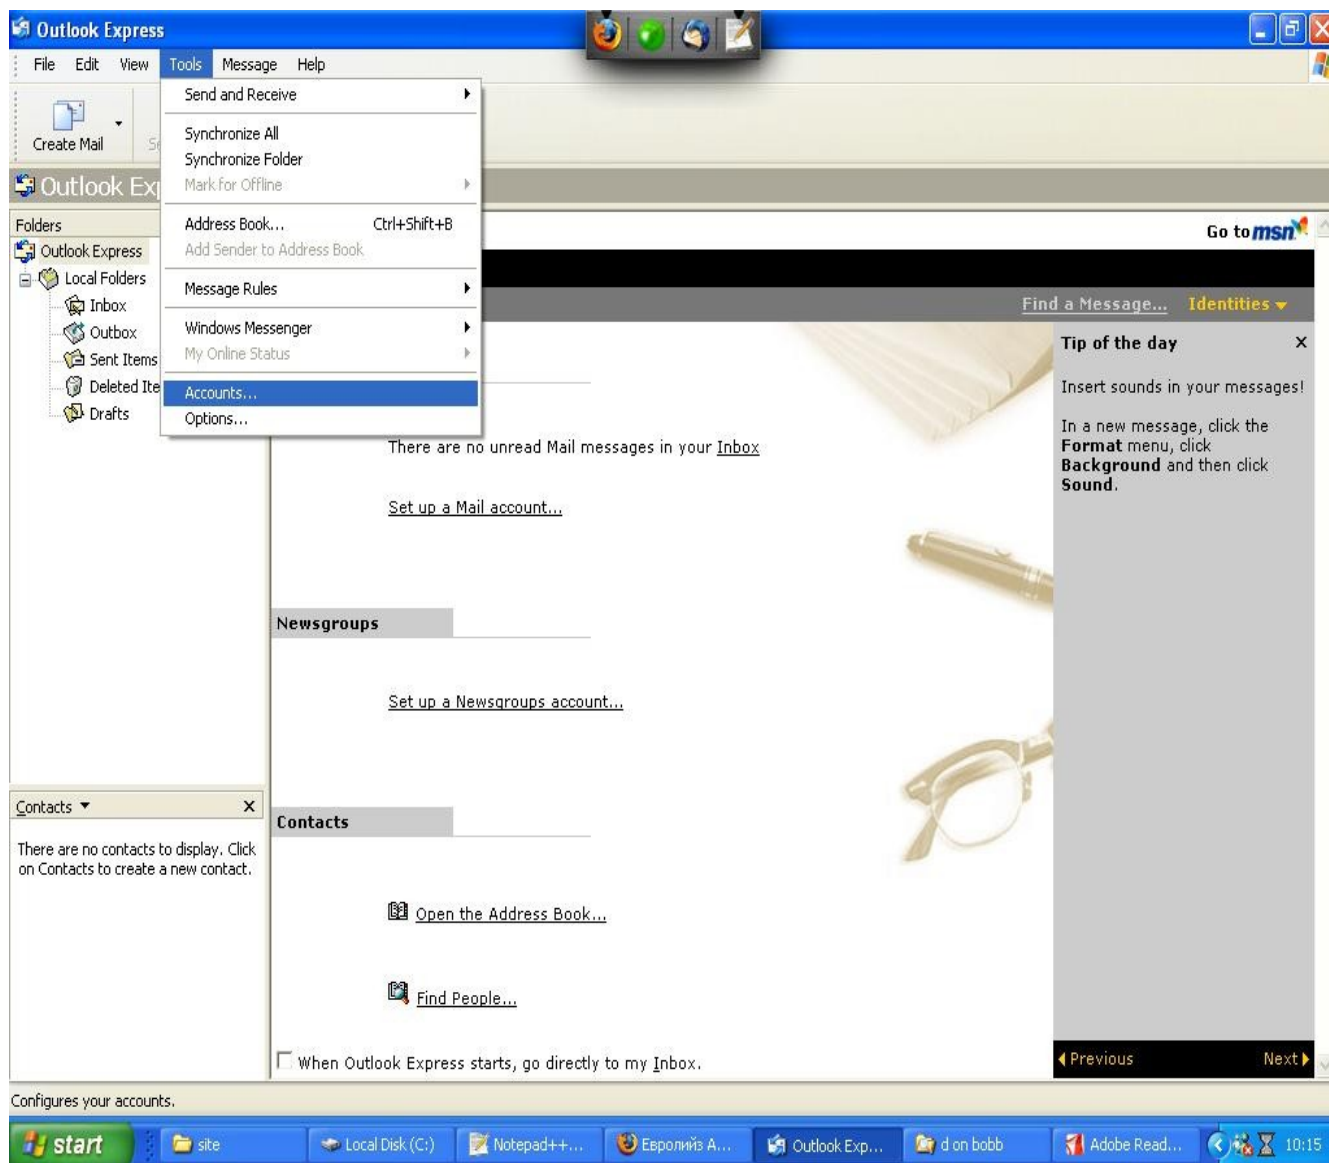 Outlook Express
File Edit View Tools Message Help
Send and Receive
Create Mail
Synchronize All
Synchronize Folder
Mark for Offline
Outlook Ex
Folders
Address Book... Ctrl+Shift+B
Add Sender to Address Book
Go to msn
Outlook Express
Local Folders
Inbox
Outbox
Sent Items
Deleted Ite
Drafts
Message Rules
Windows Messenger
My Online Status
Accounts...
Options...
Find a Message... Identities
Tip of the day x
Insert sounds in your messages!
In a new message, click the
Format menu, click
Background and then click
Sound.
There are no unread Mail messages in your Inbox
Set up a Mail account...
Newsgroups
Set up a Newsgroups account...
Contacts x
There are no contacts to display. Click
on Contacts to create a new contact.
Contacts
Open the Address Book...
Find People...
When Outlook Express starts, go directly to my Inbox.
Previous Next
Configures your accounts.
start site Local Disk (C:) Notepad++... Евролийз А... Outlook Exp... d on bobb Adobe Read... 10:15